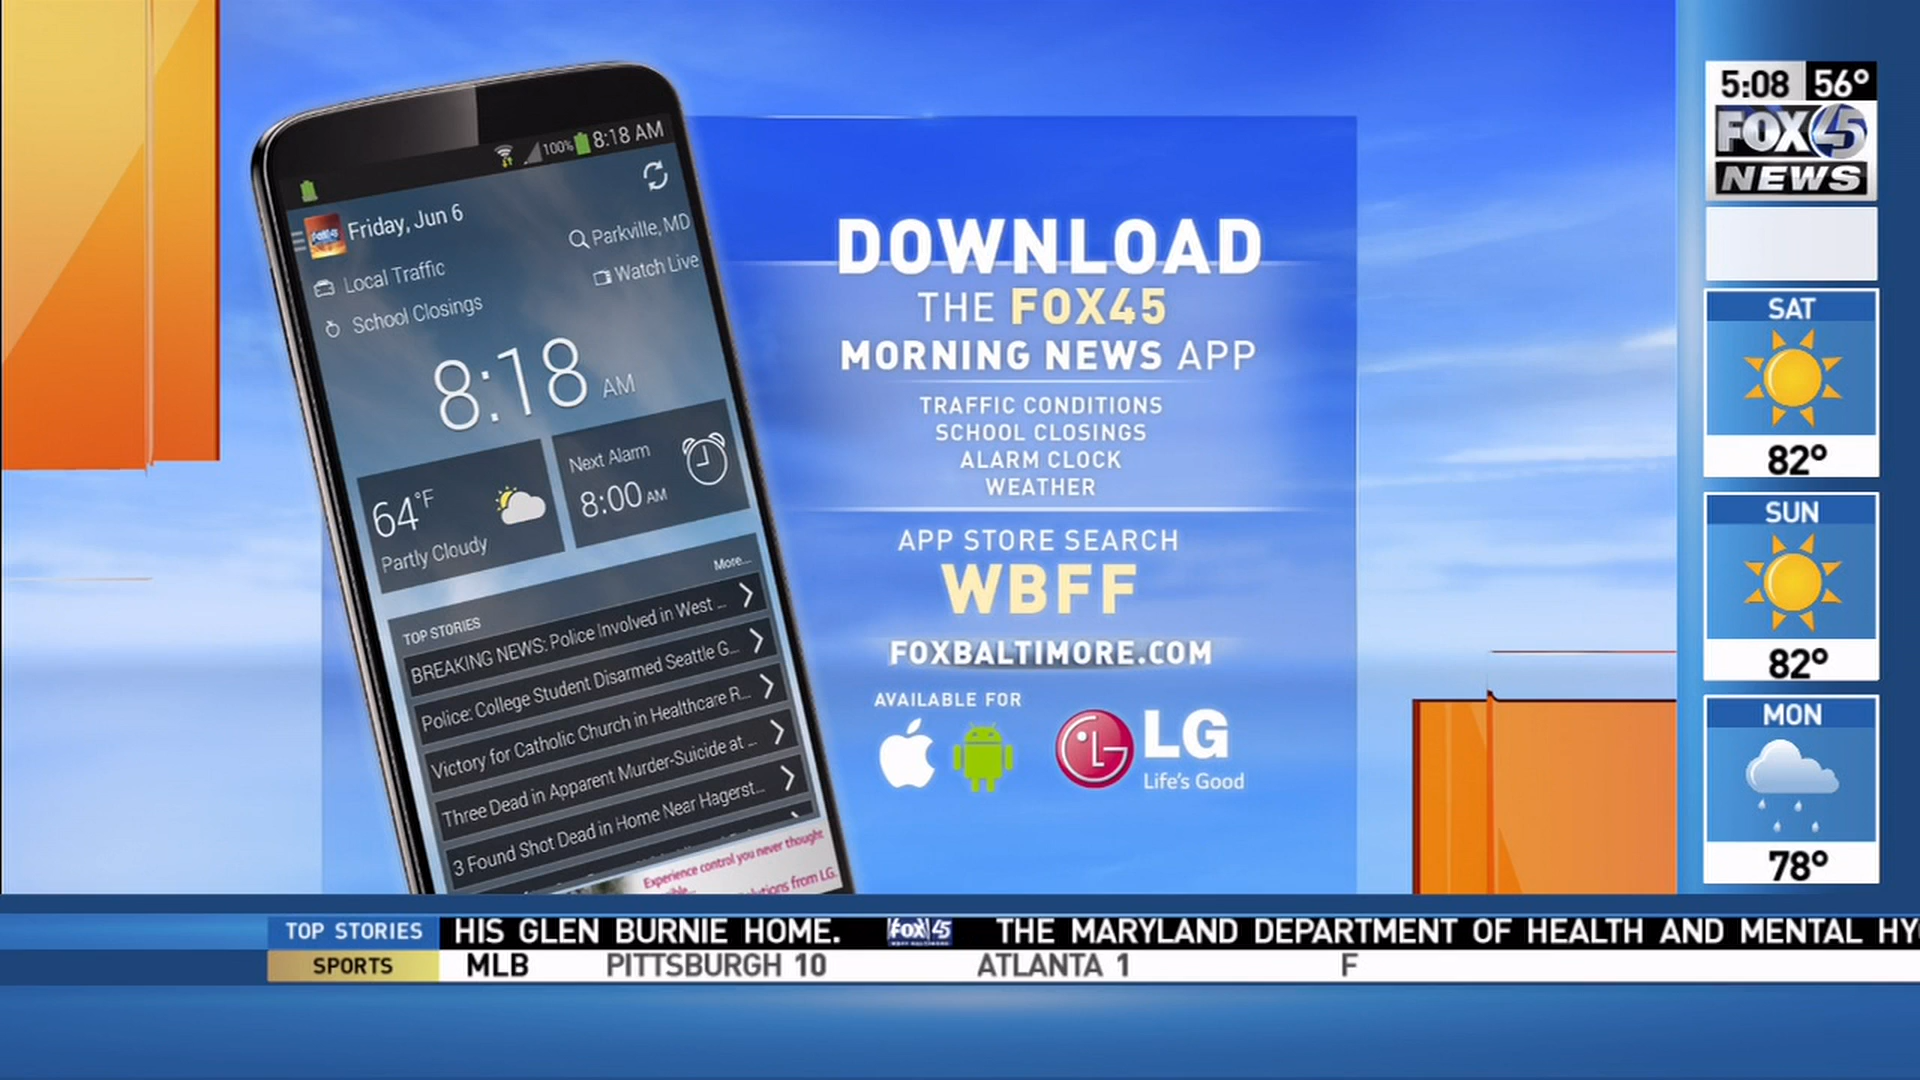 100% 8:18 AM
Friday, Jun 6
Parkville, MD
Local Traffic
Watch Live
School Closings
8:18 AM
64°F
Partly Cloudy
Next Alarm
8:00 AM
More...
TOP STORIES
BREAKING NEWS: Police Involved in West ...
Police: College Student Disarmed Seattle G...
Victory for Catholic Church in Healthcare R...
Three Dead in Apparent Murder-Suicide at ...
3 Found Shot Dead in Home Near Hagerst...
Experience control you never thought
from LG.
DOWNLOAD
THE FOX45
MORNING NEWS APP
TRAFFIC CONDITIONS
SCHOOL CLOSINGS
ALARM CLOCK
WEATHER
APP STORE SEARCH
WBFF
FOXBALTIMORE.COM
AVAILABLE FOR
LG
Life's Good
5:08 56°
FOX 45
NEWS
SAT
82°
SUN
82°
MON
78°
TOP STORIES HIS GLEN BURNIE HOME. FOX 45 THE MARYLAND DEPARTMENT OF HEALTH AND MENTAL HY
SPORTS MLB PITTSBURGH 10 ATLANTA 1 F